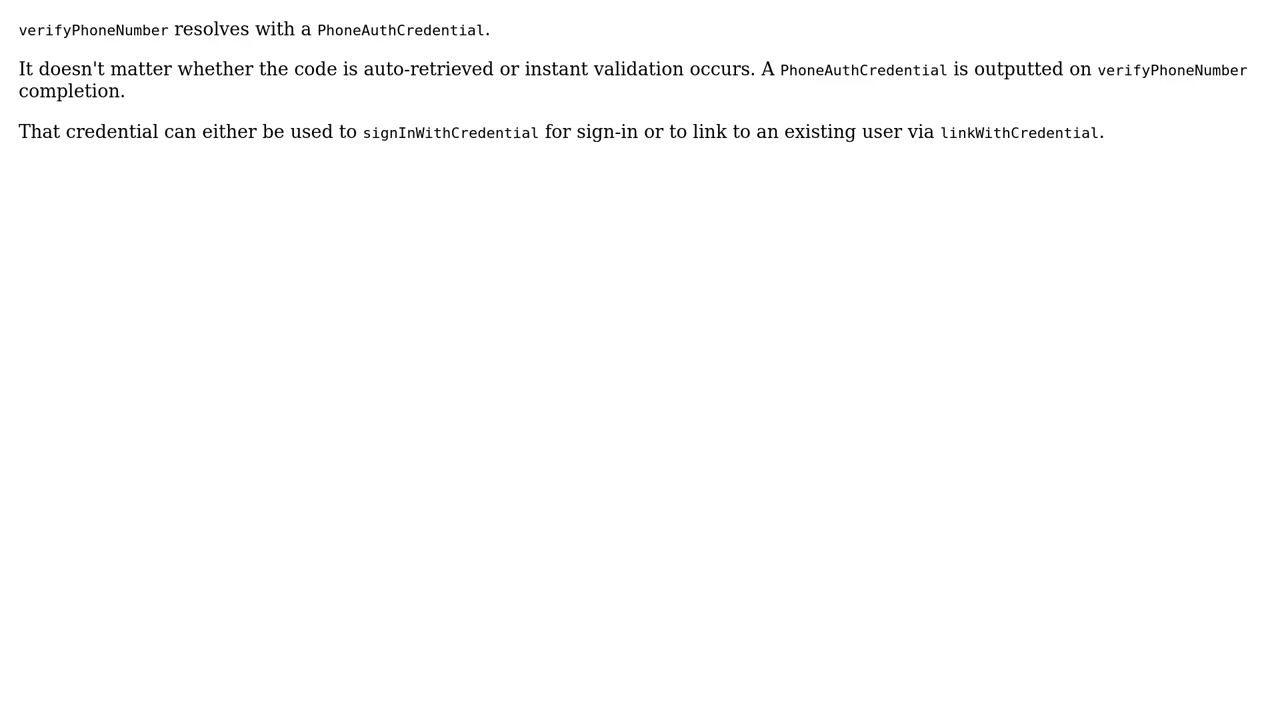 verifyPhoneNumber resolves with a PhoneAuthCredential.
It doesn't matter whether the code is auto-retrieved or instant validation occurs. A PhoneAuthCredential is outputted on verifyPhoneNumber
completion.
That credential can either be used to signInWithCredential for sign-in or to link to an existing user via linkWithCredential.